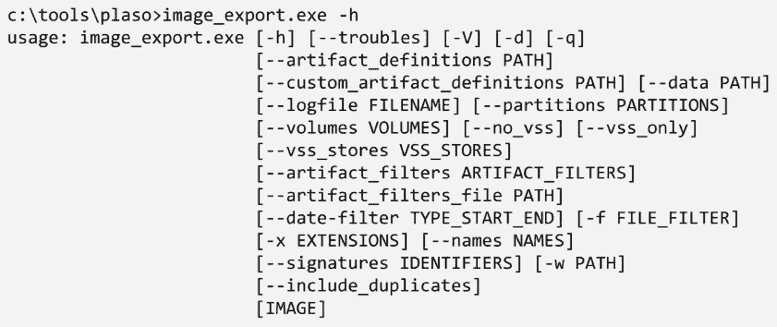 c:\tools\plaso>image_export.exe -h
usage: image_export.exe [-h] [--troubles] [-V] [-d] [-q]
[--artifact_definitions PATH]
[--custom_artifact_definitions PATH] [--data PATH]
[--logfile FILENAME] [--partitions PARTITIONS]
[--volumes VOLUMES] [--no_vss] [--vss_only]
[--vss_stores VSS_STORES]
[--artifact_filters ARTIFACT_FILTERS]
[--artifact_filters_file PATH]
[--date-filter TYPE_START_END] [-f FILE_FILTER]
[-x EXTENSIONS] [--names NAMES]
[--signatures IDENTIFIERS] [-w PATH]
[--include_duplicates]
[IMAGE]